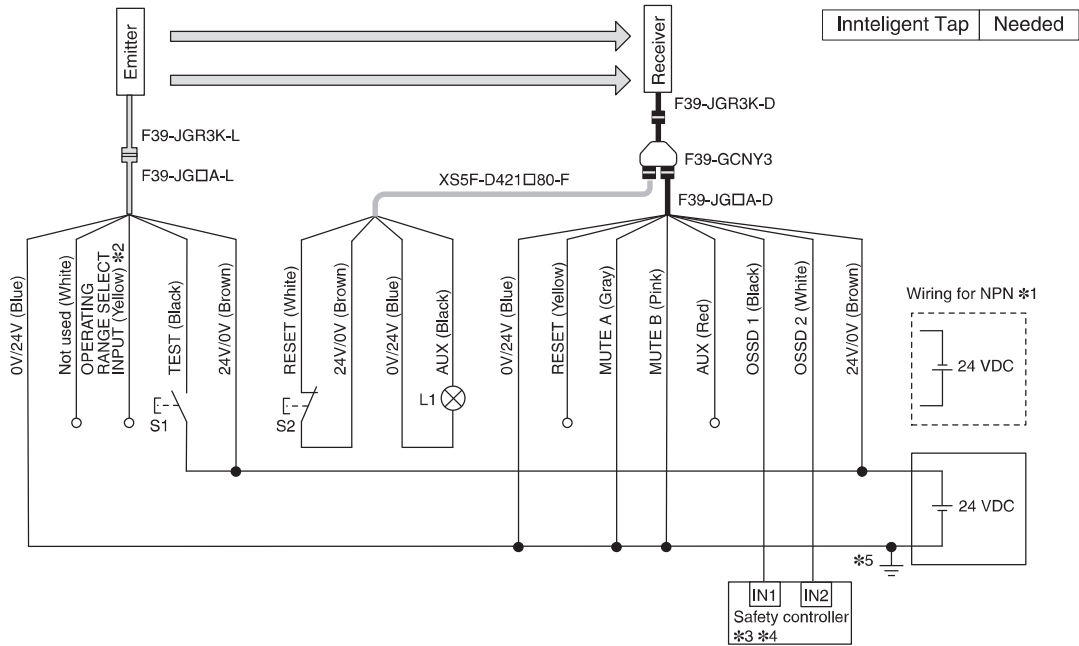 Inntelligent Tap Needed
Emitter
Receiver
F39-JGR3K-L
F39-JG□A-L
F39-JGR3K-D
F39-GCNY3
XS5F-D421□80-F
F39-JG□A-D
0V/24V (Blue)
Not used (White)
OPERATING
RANGE SELECT
INPUT (Yellow) ✻2
TEST (Black)
24V/0V (Brown)
RESET (White)
24V/0V (Brown)
0V/24V (Blue)
AUX (Black)
0V/24V (Blue)
RESET (Yellow)
MUTE A (Gray)
MUTE B (Pink)
AUX (Red)
OSSD 1 (Black)
OSSD 2 (White)
24V/0V (Brown)
S1
S2
L1
Wiring for NPN ✻1
24 VDC
24 VDC
✻5
IN1 IN2
Safety controller
✻3 ✻4